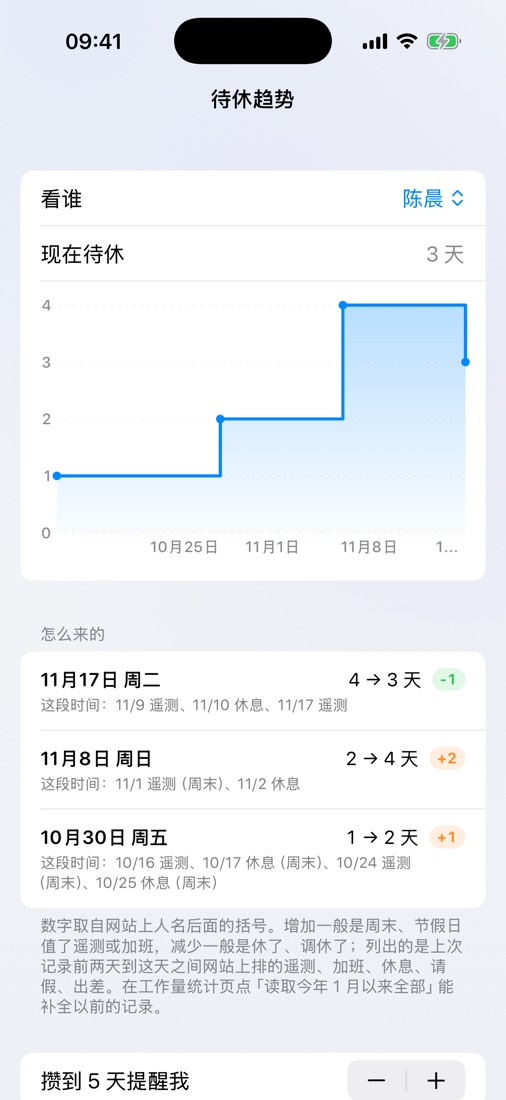 09:41
待休趋势
看谁 陈晨
现在待休 3 天
4
3
2
1
0
10月25日 11月1日 11月8日 1...
怎么来的
11月17日 周二 4 → 3 天 -1
这段时间：11/9 遥测、11/10 休息、11/17 遥测
11月8日 周日 2 → 4 天 +2
这段时间：11/1 遥测（周末）、11/2 休息
10月30日 周五 1 → 2 天 +1
这段时间：10/16 遥测、10/17 休息（周末）、10/24 遥测
（周末）、10/25 休息（周末）
数字取自网站上人名后面的括号。增加一般是周末、节假日
值了遥测或加班，减少一般是休了、调休了；列出的是上次
记录前两天到这天之间网站上排的遥测、加班、休息、请
假、出差。在工作量统计页点「读取今年 1 月以来全部」能
补全以前的记录。
攒到 5 天提醒我 − +